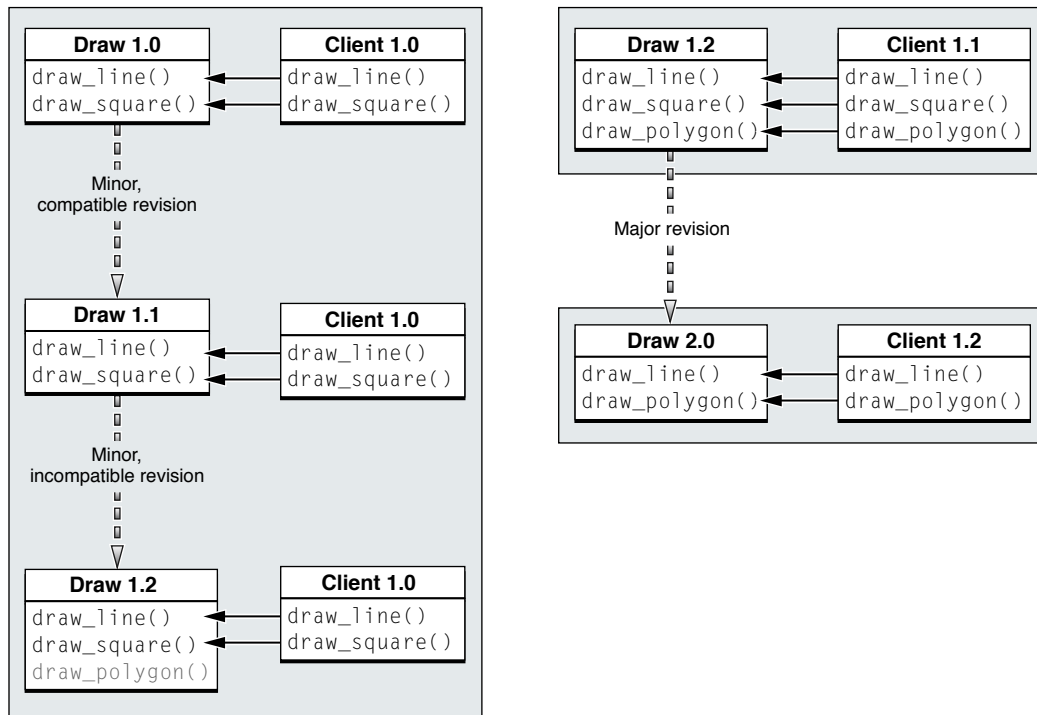 Draw 1.0
draw_line()
draw_square()
Client 1.0
draw_line()
draw_square()
Minor,
compatible revision
Draw 1.1
draw_line()
draw_square()
Client 1.0
draw_line()
draw_square()
Minor,
incompatible revision
Draw 1.2
draw_line()
draw_square()
draw_polygon()
Client 1.0
draw_line()
draw_square()
Draw 1.2
draw_line()
draw_square()
draw_polygon()
Client 1.1
draw_line()
draw_square()
draw_polygon()
Major revision
Draw 2.0
draw_line()
draw_polygon()
Client 1.2
draw_line()
draw_polygon()